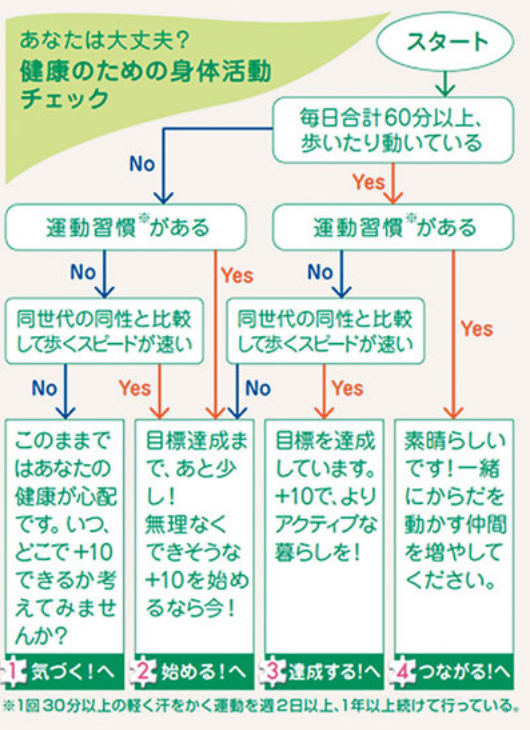 あなたは大丈夫?
健康のための身体活動
チェック
スタート
毎日合計60分以上、
歩いたり動いている
No
Yes
運動習慣※がある
運動習慣※がある
No
Yes
No
Yes
同世代の同性と比較
して歩くスピードが速い
同世代の同性と比較
して歩くスピードが速い
No
Yes
No
Yes
このままで
はあなたの
健康が心配
です。いつ、
どこで+10
できるか考
えてみませ
んか?
目標達成ま
で、あと少
し!
無理なく
できそうな
+10を始め
るなら今!
目標を達成
しています。
+10で、より
アクティブな
暮らしを!
素晴らしい
です!一緒
にからだを
動かす仲間
を増やして
ください。
1 気づく!へ
2 始める!へ
3 達成する!へ
4 つながる!へ
※1回30分以上の軽く汗をかく運動を週2日以上、1年以上続けて行っている。